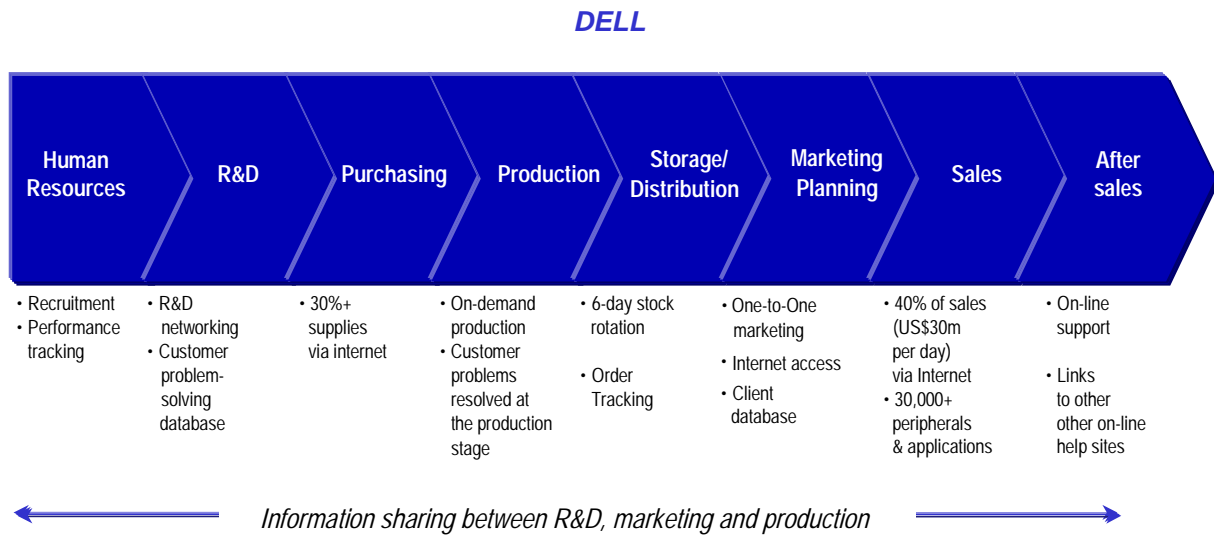 DELL
Human
Resources
R&D
Purchasing
Production
Storage/
Distribution
Marketing
Planning
Sales
After
sales
• Recruitment
• Performance
tracking
• R&D
networking
• Customer
problem-
solving
database
• 30%+
supplies
via internet
• On-demand
production
• Customer
problems
resolved at
the production
stage
• 6-day stock
rotation
• Order
Tracking
• One-to-One
marketing
• Internet access
• Client
database
• 40% of sales
(US$30m
per day)
via Internet
• 30,000+
peripherals
& applications
• On-line
support
• Links
to other
other on-line
help sites
Information sharing between R&D, marketing and production